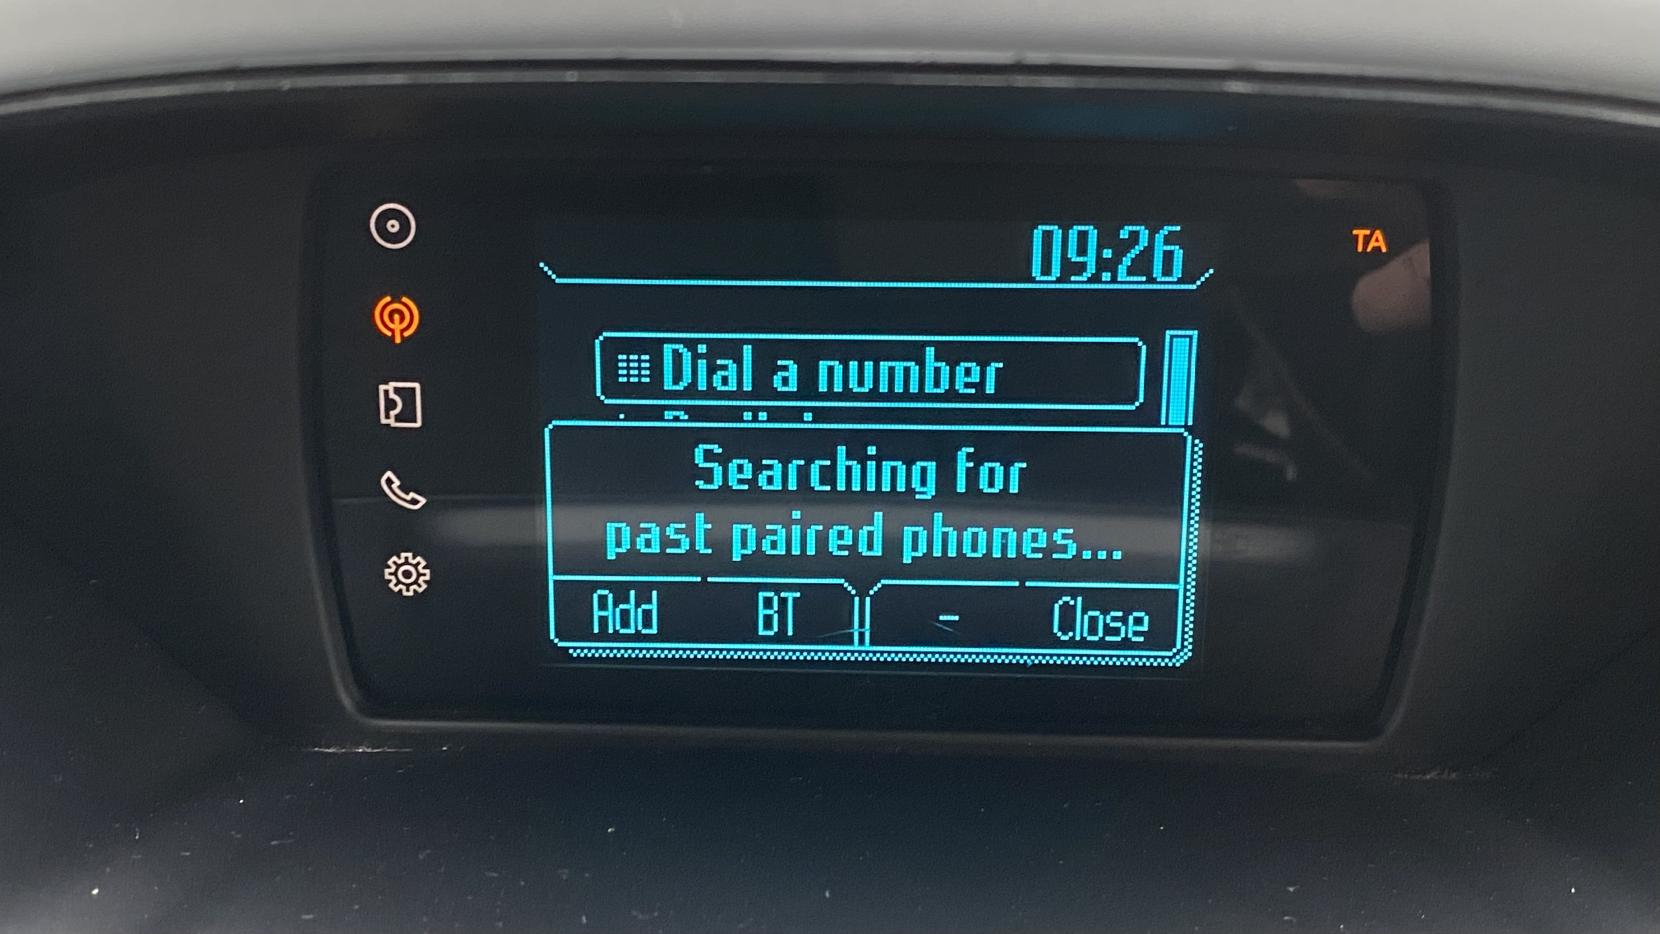 09:26
TA
Dial a number
Searching for
past paired phones...
Add BT - Close